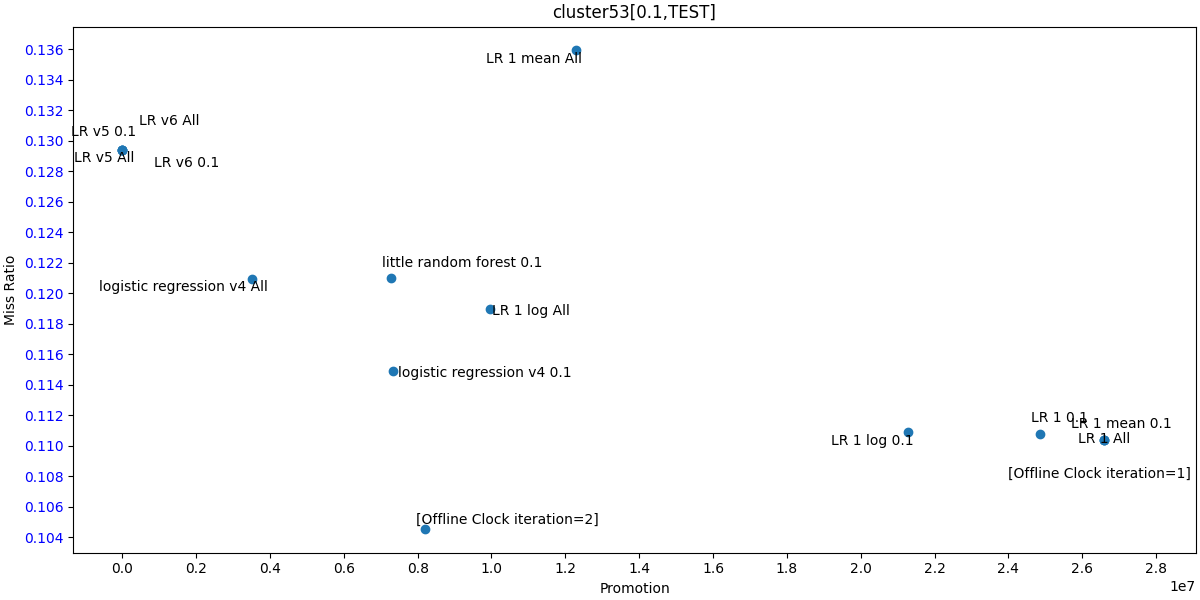 cluster53[0.1,TEST]
Miss Ratio
0.136
0.134
0.132
0.130
0.128
0.126
0.124
0.122
0.120
0.118
0.116
0.114
0.112
0.110
0.108
0.106
0.104
LR 1 mean All
LR v6 All
LR v5 0.1
LR v5 All
LR v6 0.1
little random forest 0.1
logistic regression v4 All
LR 1 log All
logistic regression v4 0.1
LR 1 0.1
LR 1 mean 0.1
LR 1 log 0.1
LR 1 All
[Offline Clock iteration=1]
[Offline Clock iteration=2]
0.0 0.2 0.4 0.6 0.8 1.0 1.2 1.4 1.6 1.8 2.0 2.2 2.4 2.6 2.8
1e7
Promotion